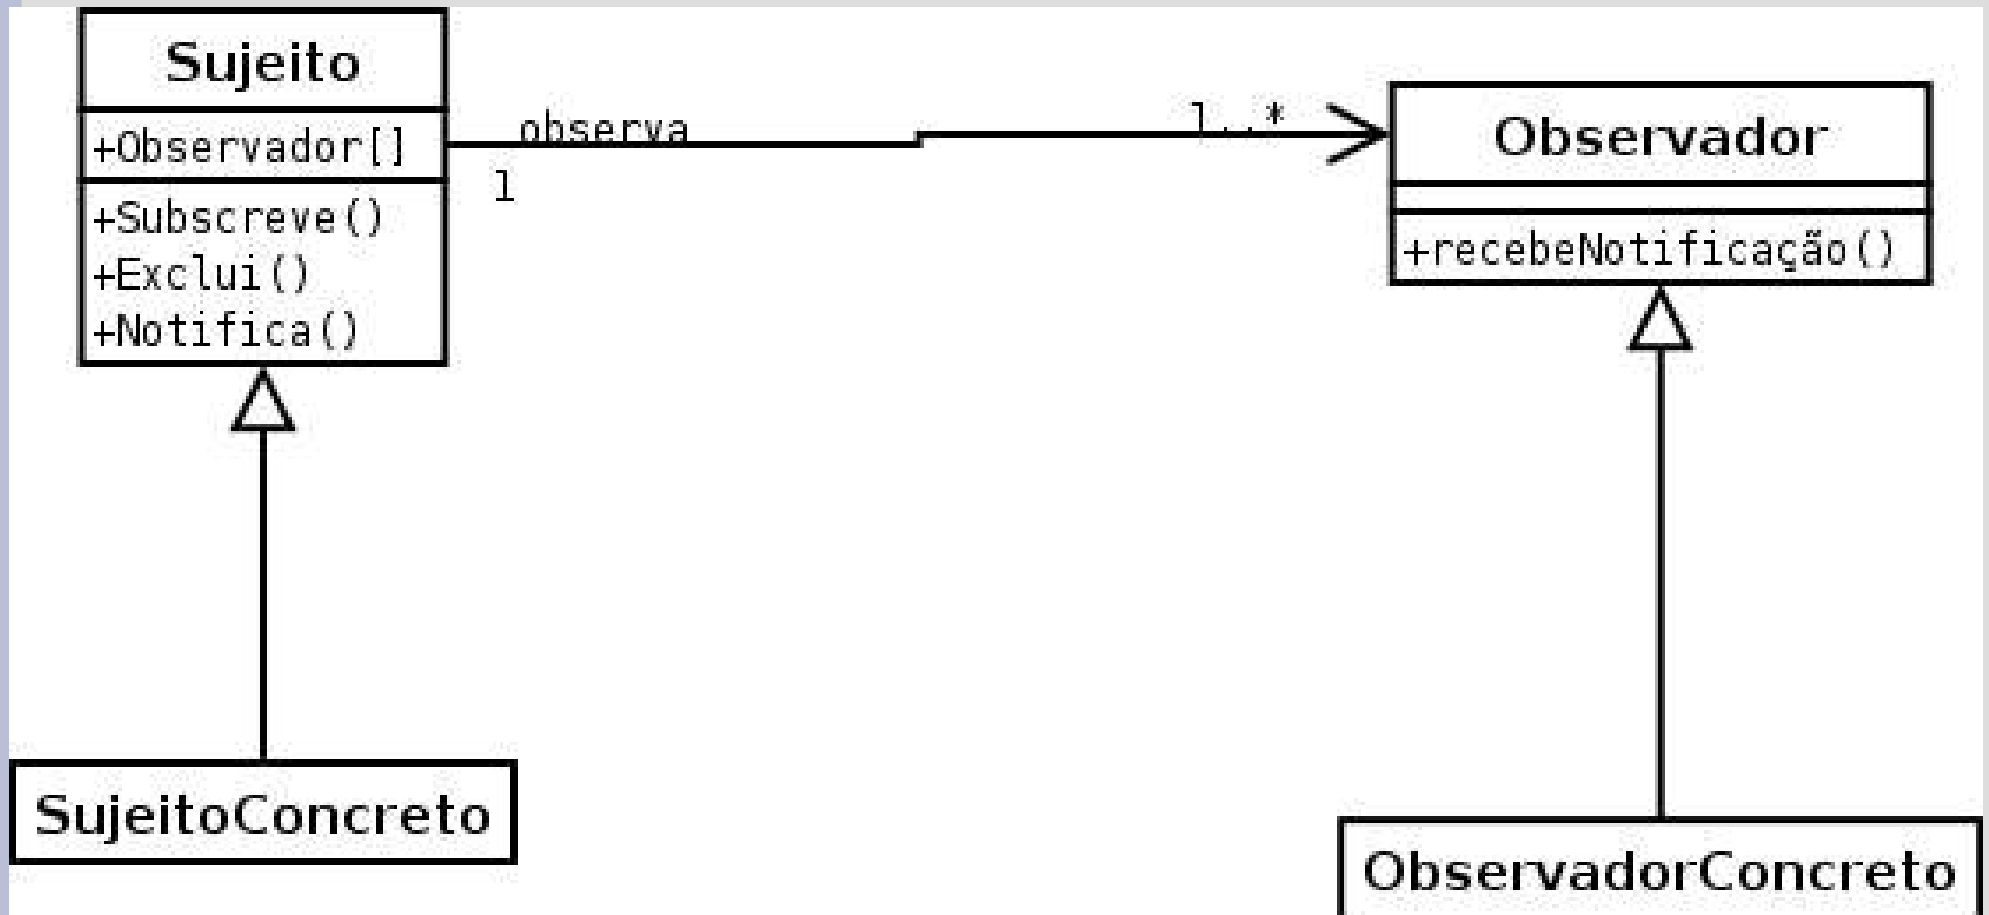 Sujeito
+Observador[]
+Subscreve()
+Exclui()
+Notifica()
observa
1
1..*
Observador
+recebeNotificação()
SujeitoConcreto
ObservadorConcreto